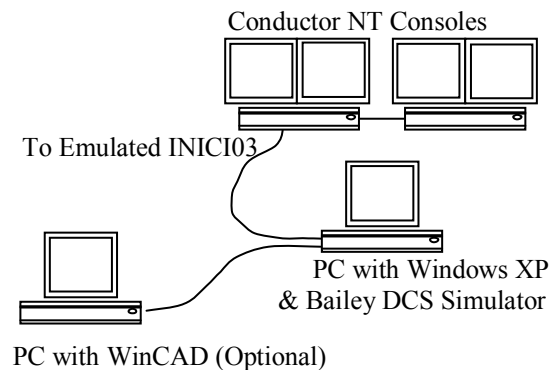 Conductor NT Consoles
To Emulated INICI03
PC with Windows XP
& Bailey DCS Simulator
PC with WinCAD (Optional)